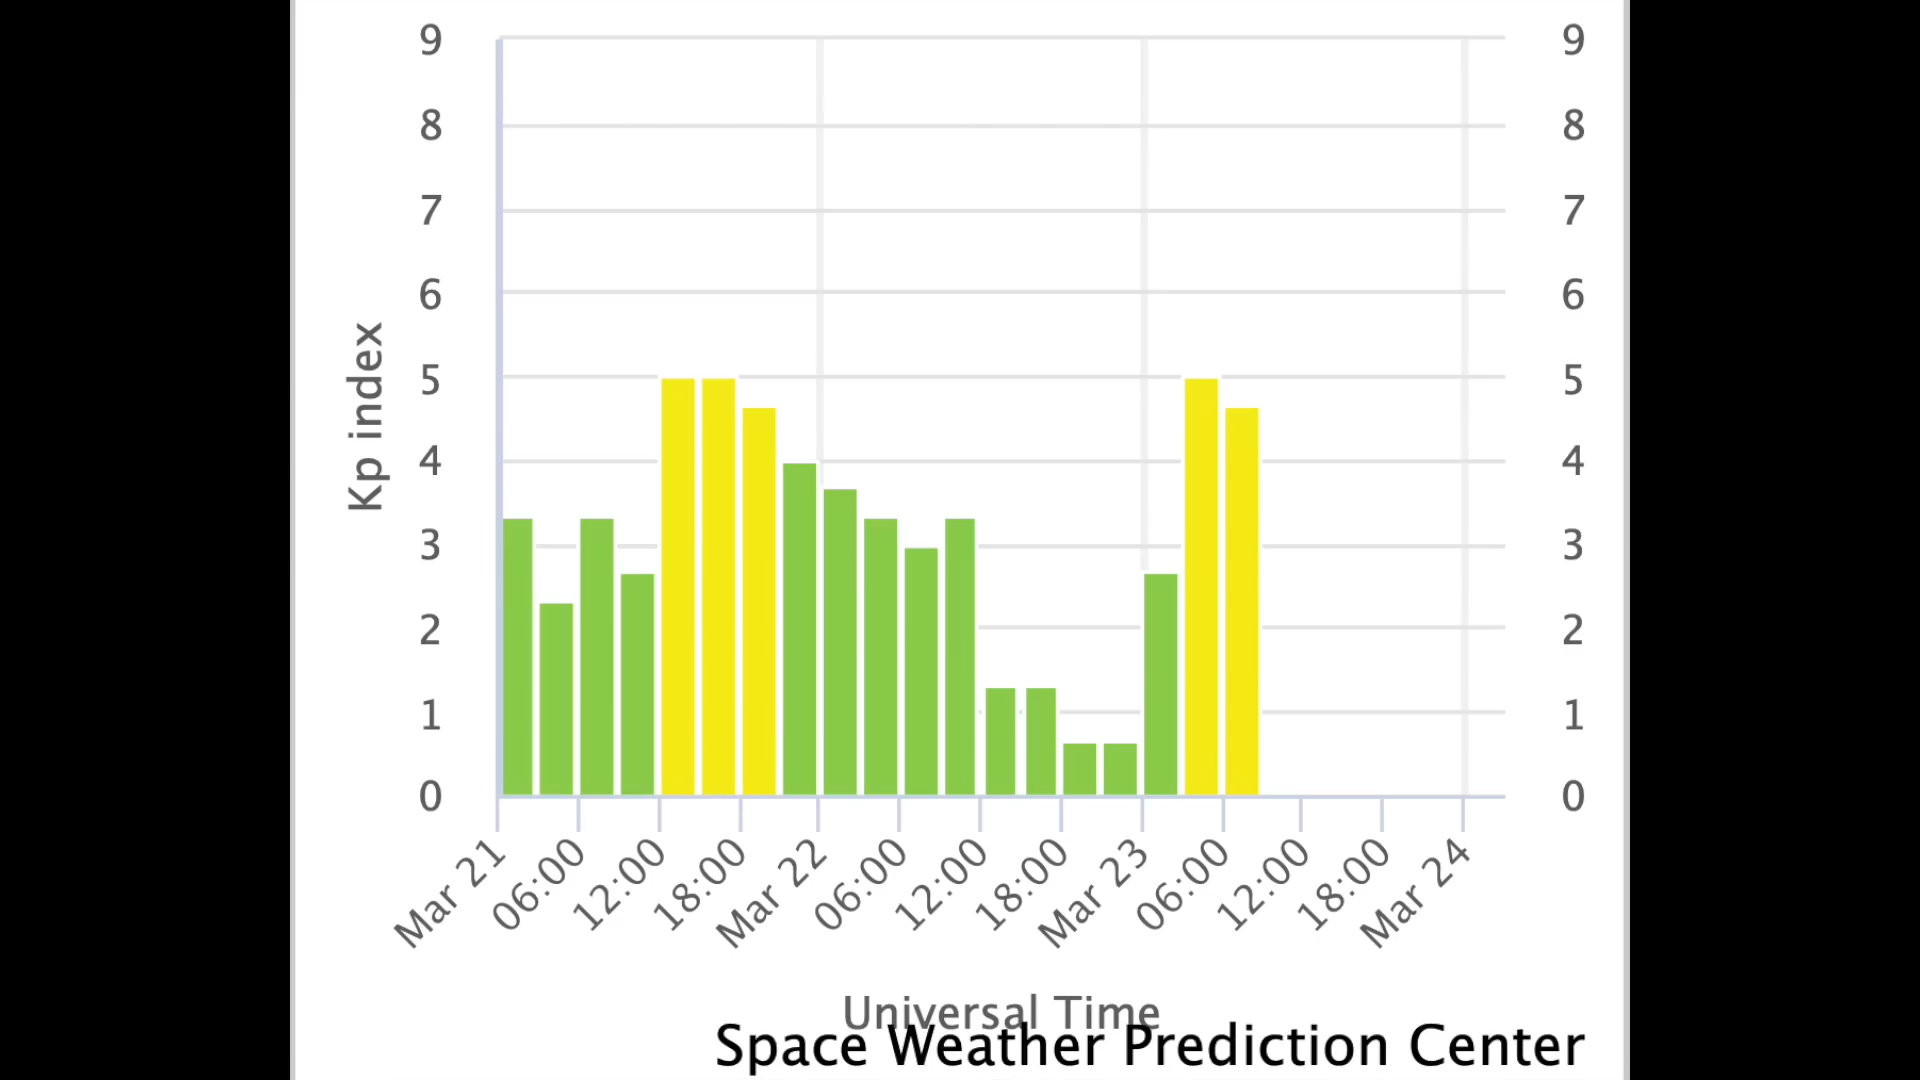 9 9
8 8
7 7
6 6
5 5
4 4
3 3
2 2
1 1
0 0
Kp index
Mar 21 06:00 12:00 18:00 Mar 22 06:00 12:00 18:00 Mar 23 06:00 12:00 18:00 Mar 24
Universal Time
Space Weather Prediction Center